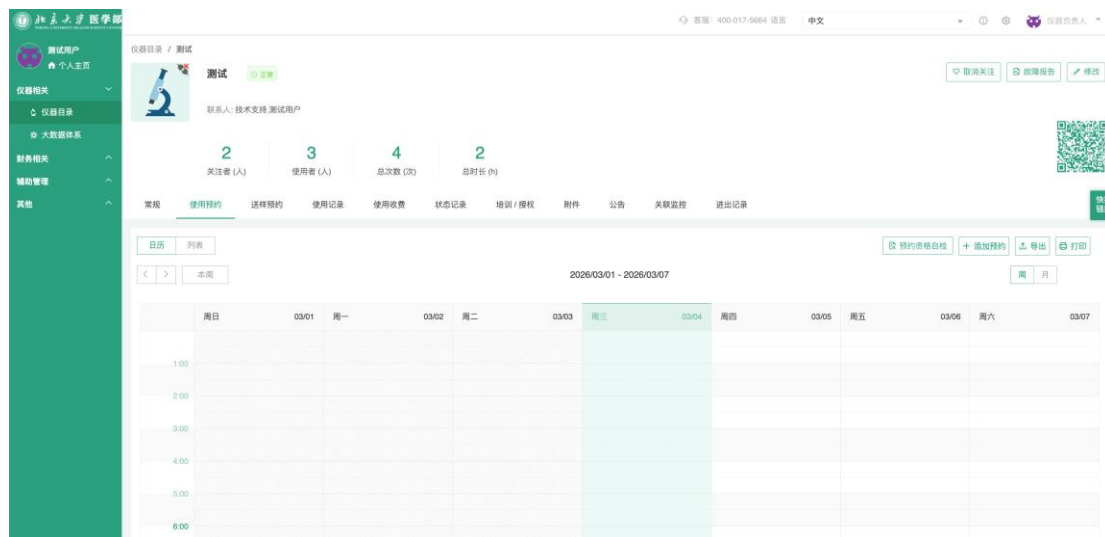 北京大学医学部
客服：400-017-5664 语言 中文
仪器负责人
测试用户
个人主页
仪器相关
仪器目录
大数据体系
财务相关
辅助管理
其他
仪器目录 / 测试
测试 正常
取消关注 故障报告 修改
联系人: 技术支持,测试用户
2 3 4 2
关注者 (人) 使用者 (人) 总次数 (次) 总时长 (h)
快
链
常规 使用预约 送样预约 使用记录 使用收费 状态记录 培训 / 授权 附件 公告 关联监控 进出记录
日历 列表
预约资格自检 添加预约 导出 打印
本周
2026/03/01 - 2026/03/07
周 月
周日 03/01 周一 03/02 周二 03/03 周三 03/04 周四 03/05 周五 03/06 周六 03/07
1:00
2:00
3:00
4:00
5:00
6:00